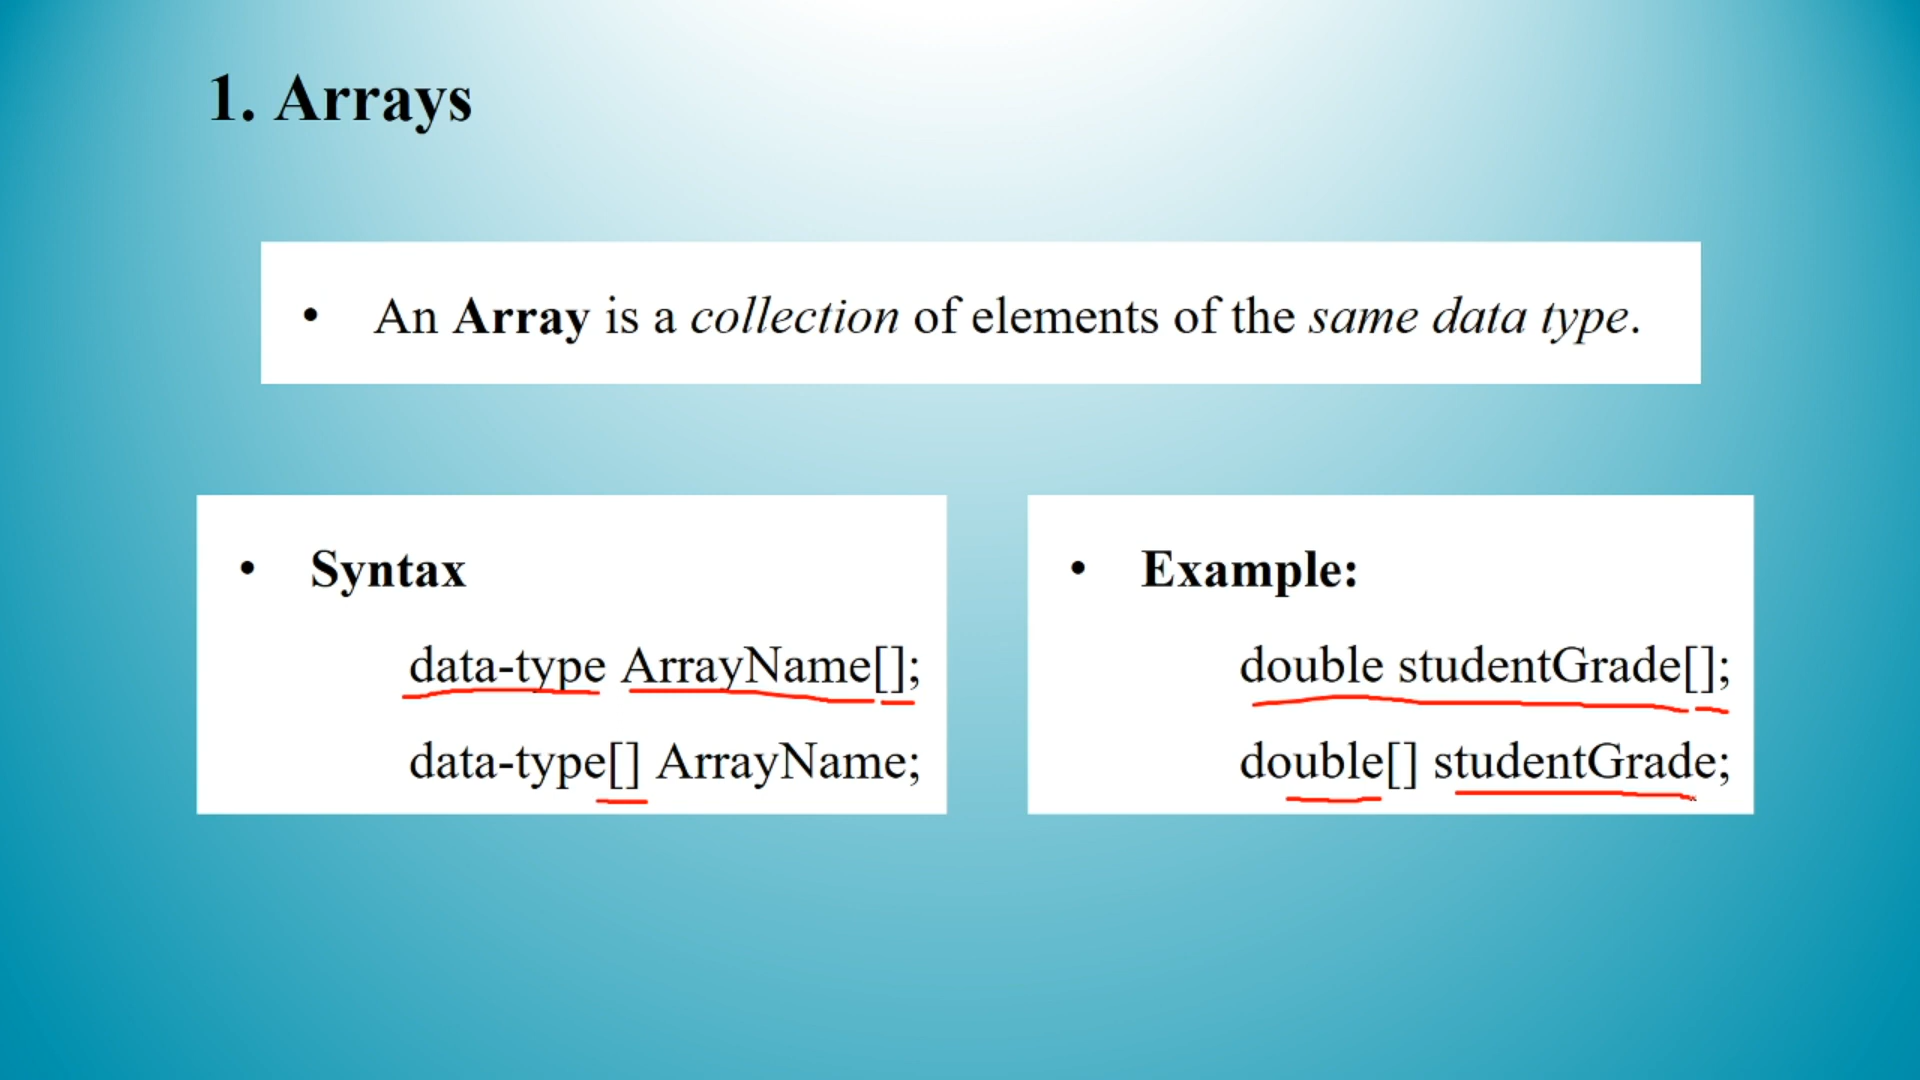 1. Arrays
• An Array is a collection of elements of the same data type.
• Syntax
data-type ArrayName[];
data-type[] ArrayName;
• Example:
double studentGrade[];
double[] studentGrade;